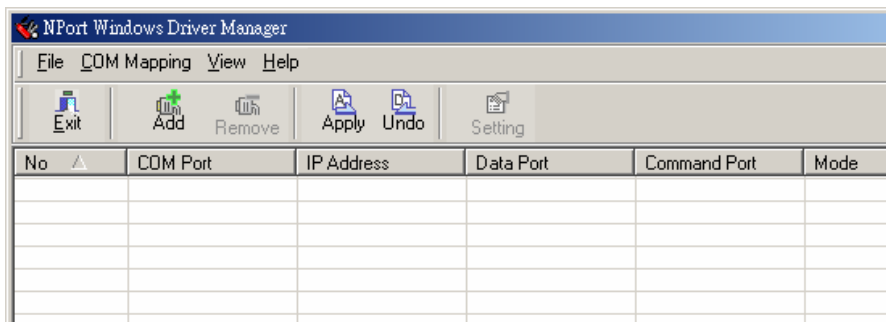 NPort Windows Driver Manager
File COM Mapping View Help
Exit Add Remove Apply Undo Setting
No COM Port IP Address Data Port Command Port Mode